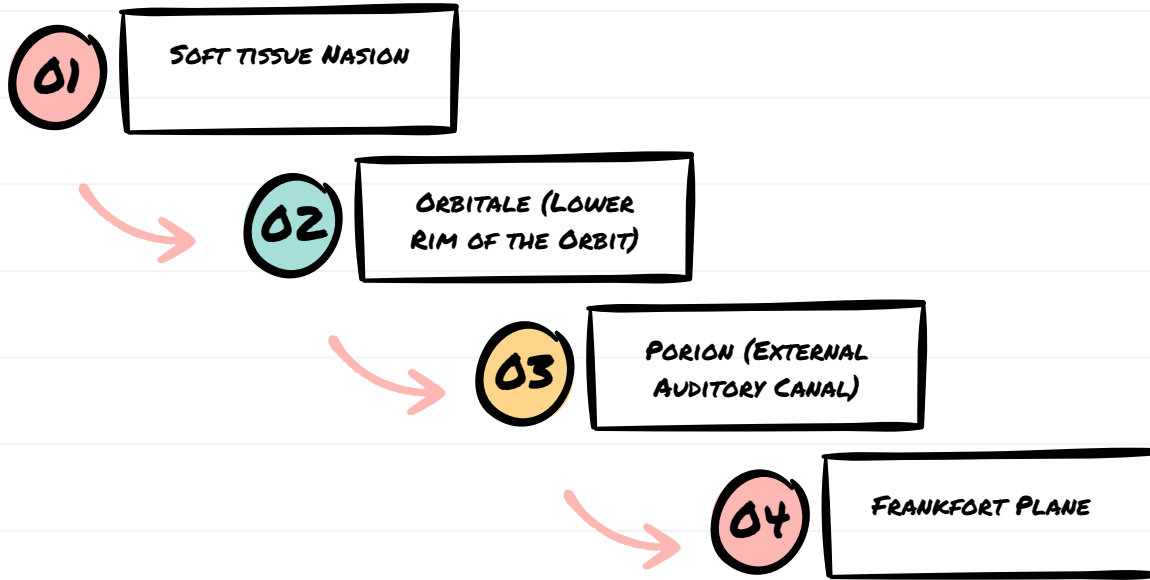 01
Soft tissue Nasion
02
Orbitale (Lower
Rim of the Orbit)
03
Porion (External
Auditory Canal)
04
Frankfort Plane